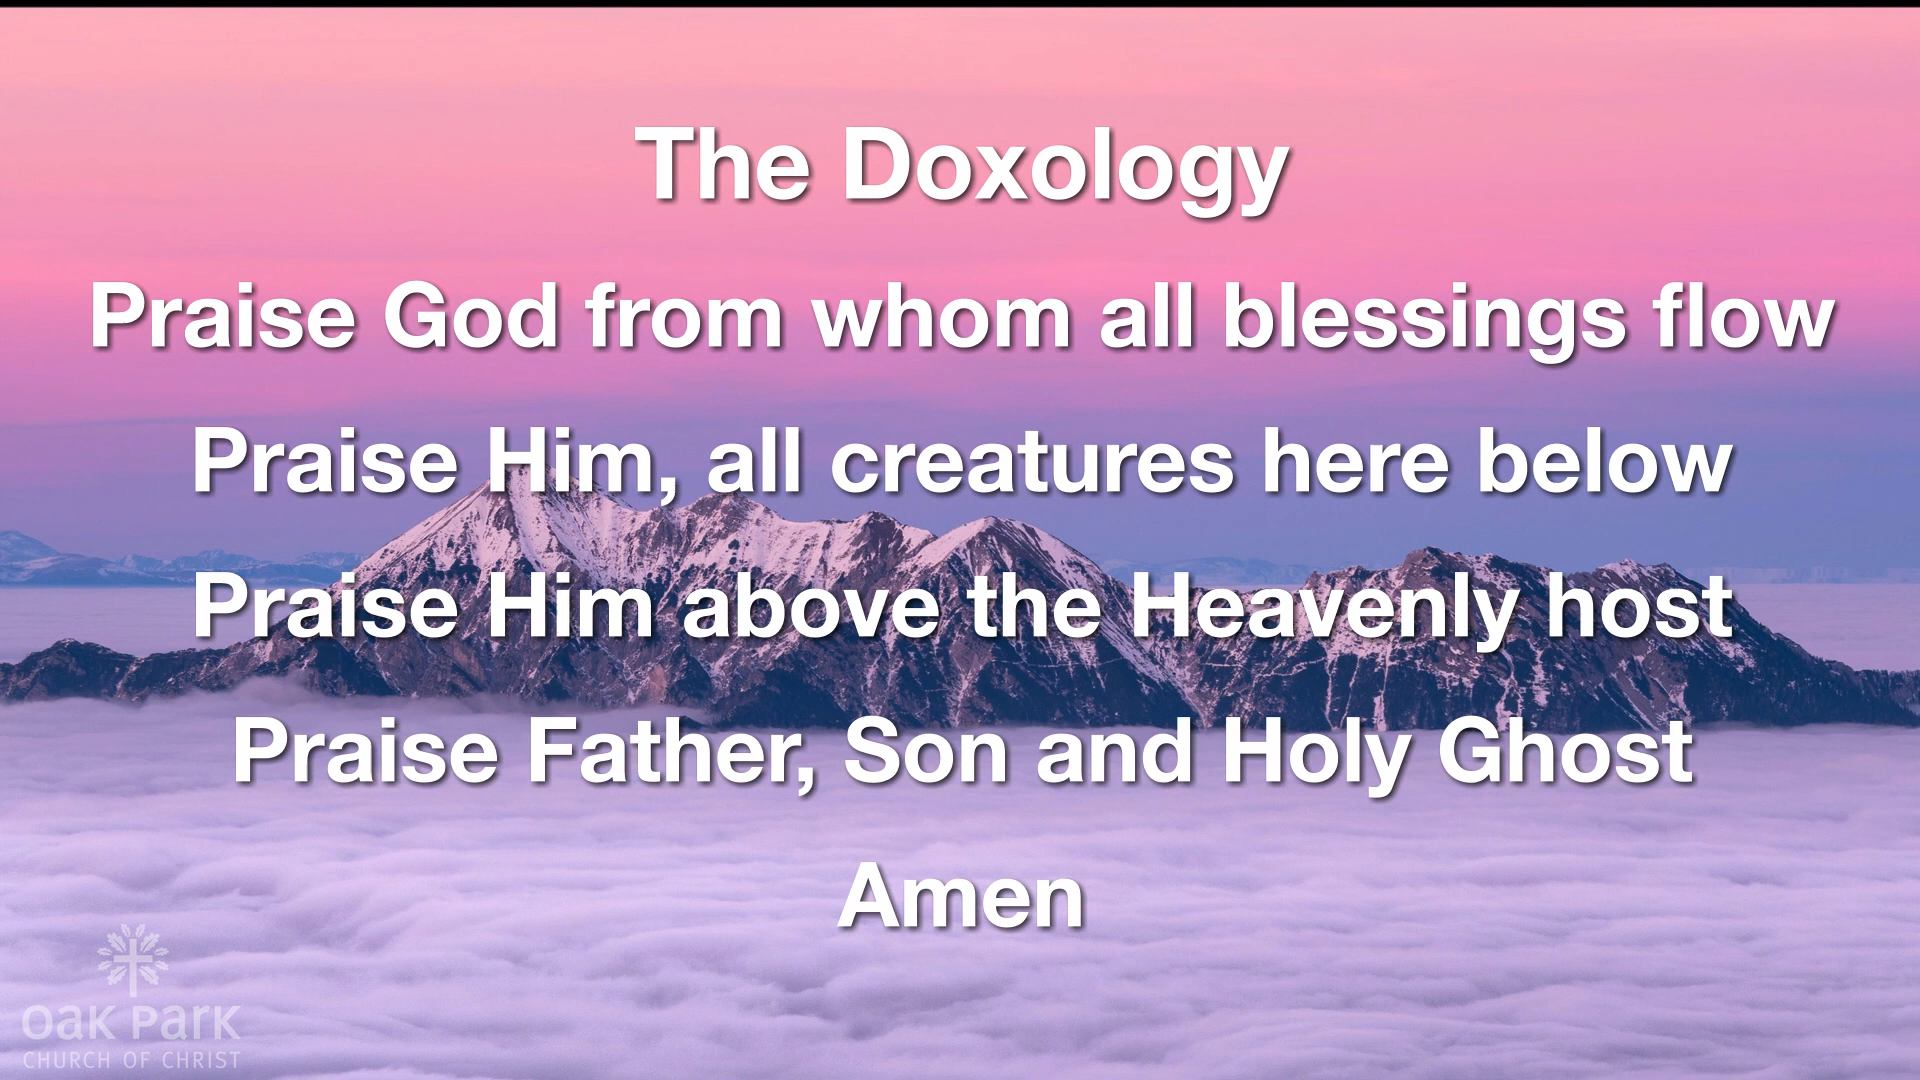 The Doxology
Praise God from whom all blessings flow
Praise Him, all creatures here below
Praise Him above the Heavenly host
Praise Father, Son and Holy Ghost
Amen
Oak Park
CHURCH OF CHRIST